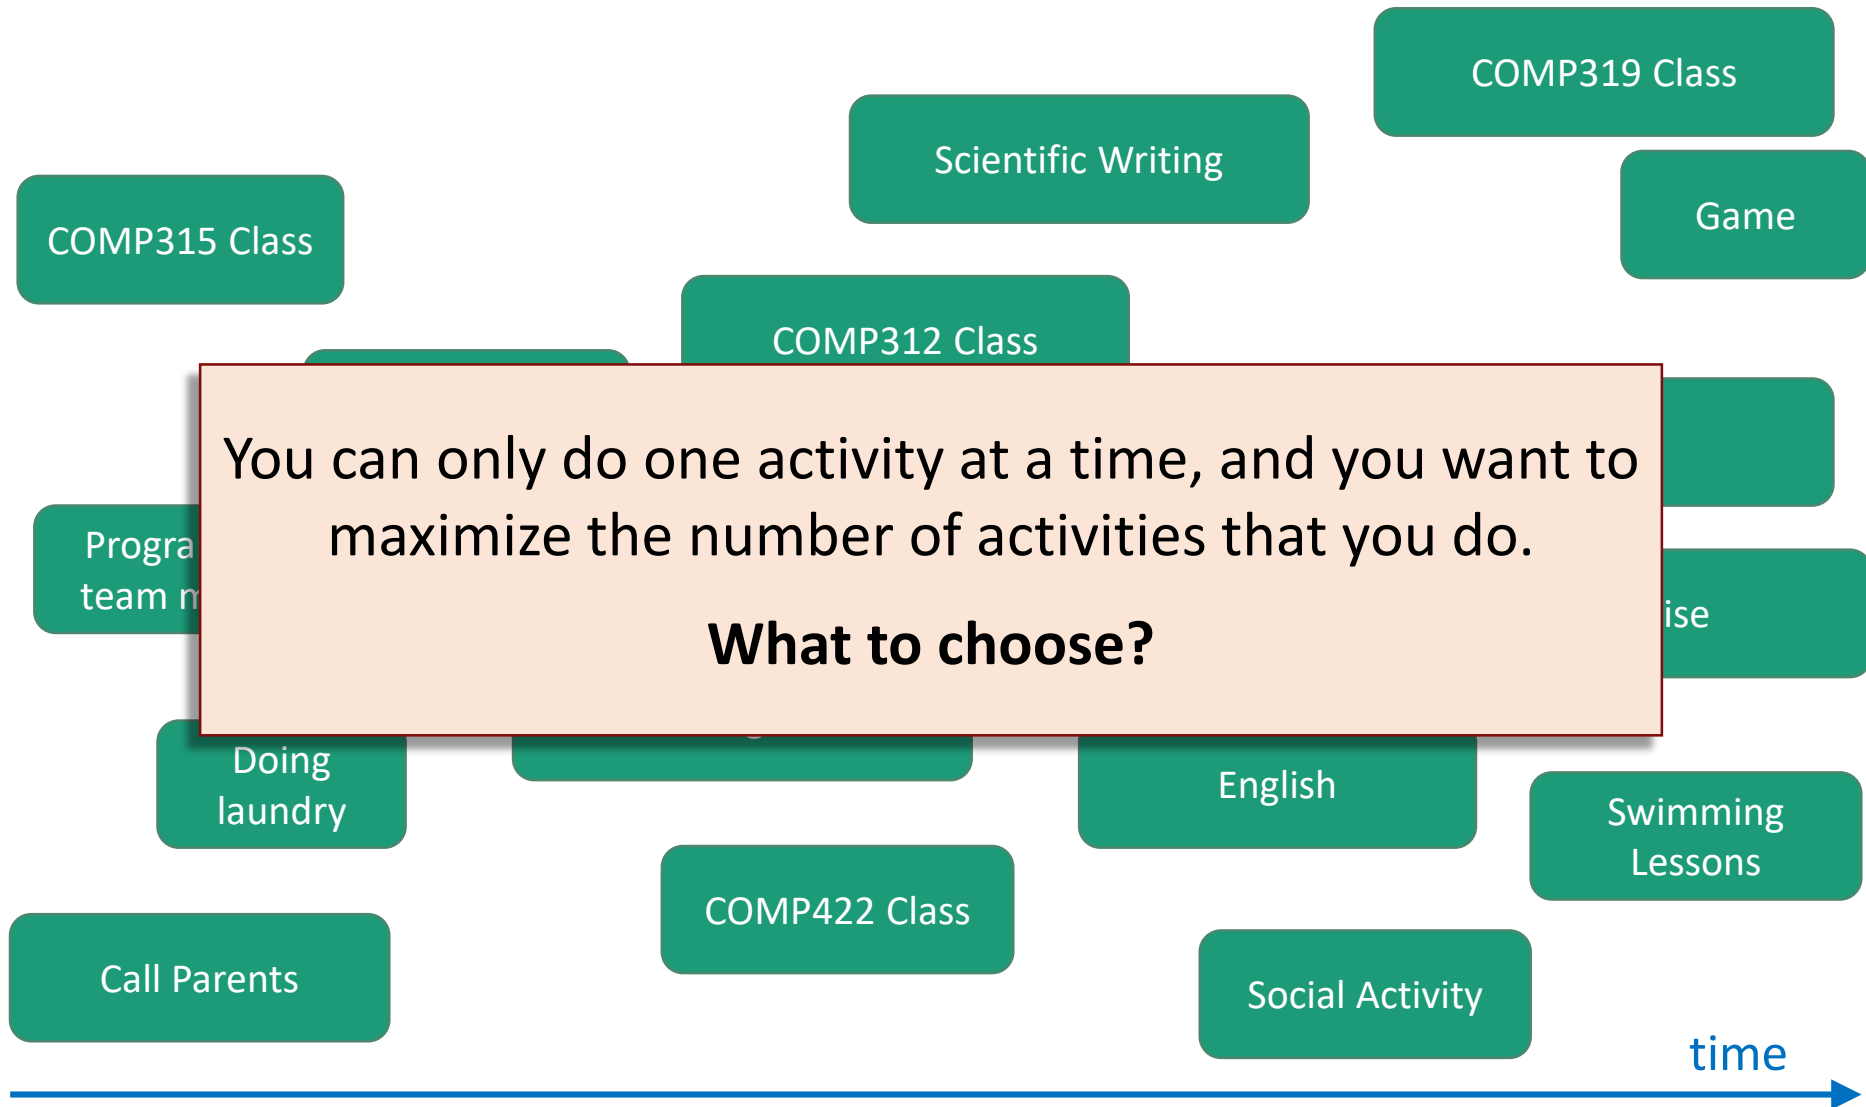 COMP319 Class
Scientific Writing
Game
COMP315 Class
COMP312 Class
You can only do one activity at a time, and you want to
maximize the number of activities that you do.
What to choose?
Progra
team
ise
Doing
laundry
English
Swimming
Lessons
COMP422 Class
Call Parents
Social Activity
time